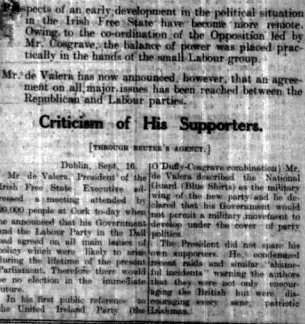 spects of an early development in the political situation
in the Irish Free State have become more remote.
Owing to the co-ordination of the Opposition led by
Mr. Cosgrave, the balance of power was placed prac-
tically in the hands of the small Labour group.
Mr. de Valera has now announced, however, that an agree-
ment on all major issues has been reached between the
Republican and Labour parties.
Criticism of His Supporters.
[THROUGH REUTER'S AGENCY.]
Dublin, Sept. 16.
Mr. de Valera, President of the
Irish Free State Executive ad-
dressed a meeting attended by
0,000 people at Cork to-day when
he announced that his Government
and the Labour Party in the Dail
had agreed on all main issues of
policy which were likely to arise
during the lifetime of the present
Parliament. Therefore there would
be no election in the immediate
future.
In his first public reference to
the United Ireland Party (the
O'Duffy-Cosgrave combination) Mr.
de Valera described the National
Guard (Blue Shirts) as the military
wing of the new party and he de-
clared that his Government would
not permit a military movement to
develop under the cover of party
politics.
The President did not spare his
own supporters. He condemned
recent raids and similar "shame-
ful incidents" warning the authors
that they were not only encour-
aging the British but were dis-
couraging every sane, patriotic
Irishman.